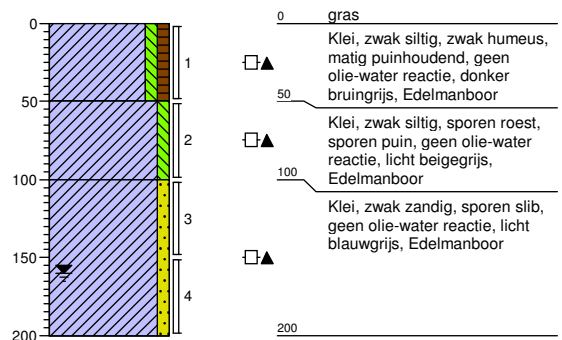 0
50
100
150
200
1
2
3
4
0 gras
Klei, zwak siltig, zwak humeus,
matig puinhoudend, geen
olie-water reactie, donker
bruingrijs, Edelmanboor
50
Klei, zwak siltig, sporen roest,
sporen puin, geen olie-water
reactie, licht beigegrijs,
Edelmanboor
100
Klei, zwak zandig, sporen slib,
geen olie-water reactie, licht
blauwgrijs, Edelmanboor
200